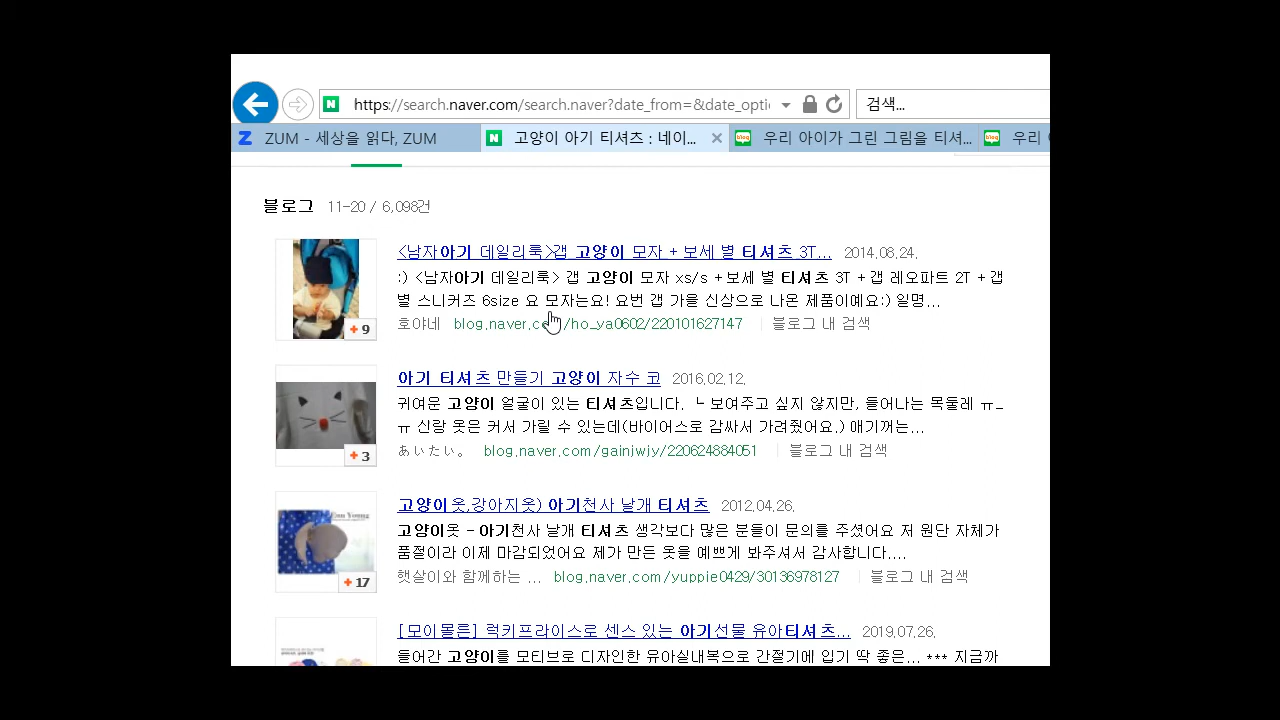 https://search.naver.com/search.naver?date_from=&date_opti
검색...
ZUM - 세상을 읽다, ZUM
고양이 아기 티셔츠 : 네이...
우리 아이가 그린 그림을 티셔...
우리
블로그 11-20 / 6,098건
<남자아기 데일리룩>갭 고양이 모자 + 보세 별 티셔츠 3T... 2014.08.24.
:) <남자아기 데일리룩> 갭 고양이 모자 xs/s + 보세 별 티셔츠 3T + 갭 레오파트 2T + 갭
별 스니커즈 6size 요 모자는요! 요번 갭 가을 신상으로 나온 제품이예요:) 일명...
호야네 blog.naver.com/ho_ya0602/220101627147 블로그 내 검색
+9
아기 티셔츠 만들기 고양이 자수 코 2016.02.12.
귀여운 고양이 얼굴이 있는 티셔츠입니다. ┗ 보여주고 싶지 않지만, 들어나는 목둘레 ㅠ_
ㅠ 신랑 옷은 커서 가릴 수 있는데(바이어스로 감싸서 가려줬어요.) 애기꺼는...
あいたい。 blog.naver.com/gainjwjy/220624884051 블로그 내 검색
+3
고양이옷,강아지옷) 아기천사 날개 티셔츠 2012.04.26.
고양이옷 - 아기천사 날개 티셔츠 생각보다 많은 분들이 문의를 주셨어요 저 원단 자체가
품절이라 이제 마감되었어요 제가 만든 옷을 예쁘게 봐주셔서 감사합니다....
햇살이와 함께하는 ... 블로그 내 검색
+17
[모이몰른] 럭키프라이스로 센스 있는 아기선물 유아티셔츠... 2019.07.26.
들어간 고양이를 모티브로 디자인한 유아실내복으로 간절기에 입기 딱 좋은... *** 지금까